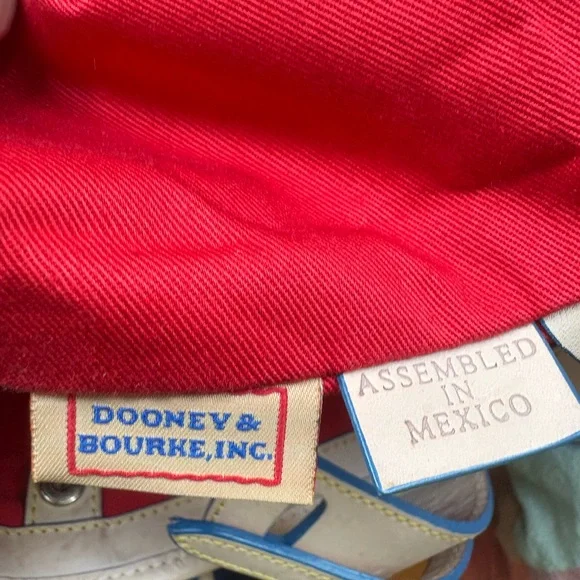 DOONEY &
BOURKE, INC.
ASSEMBLED
IN
MEXICO